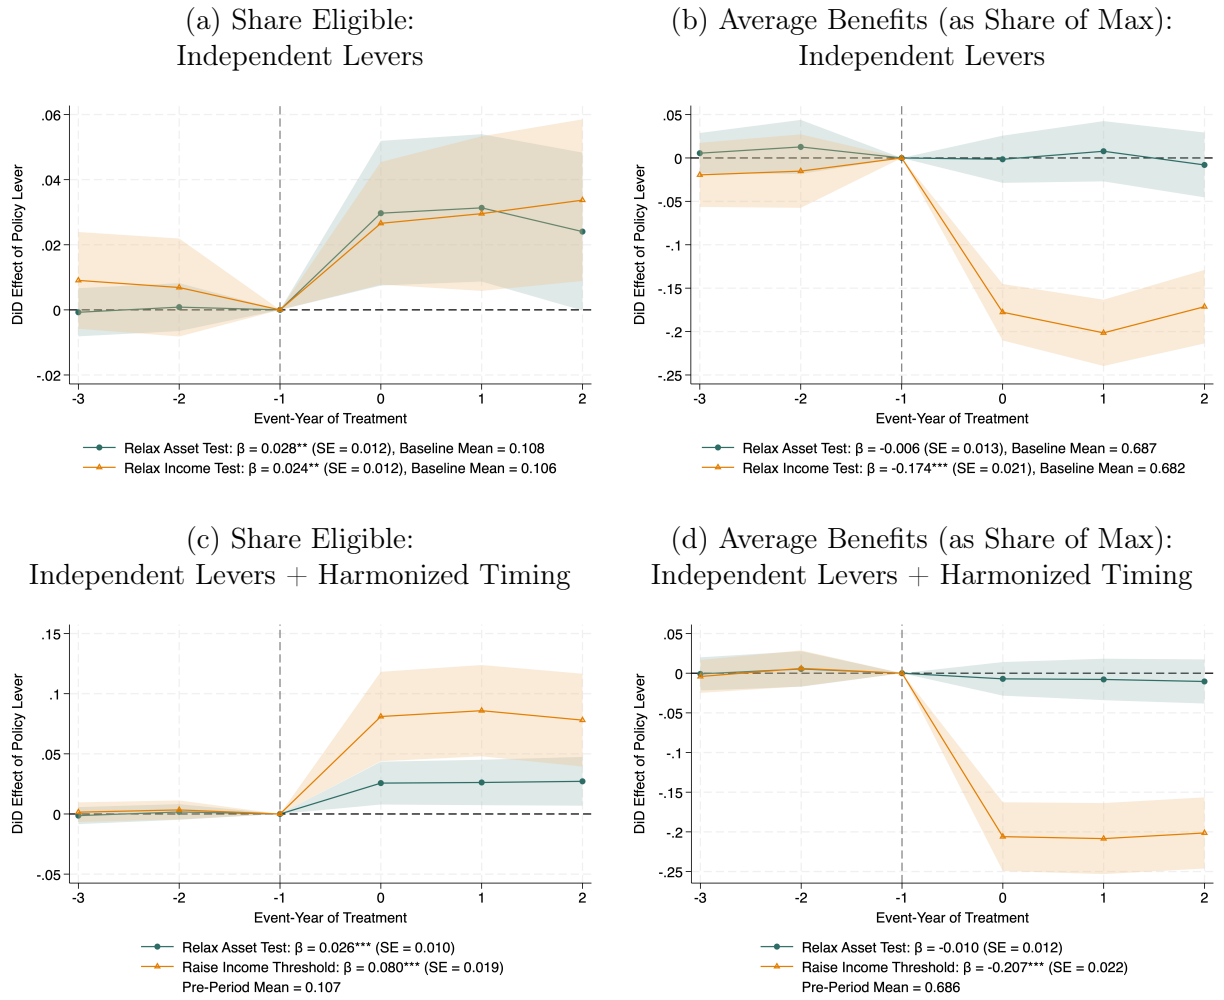 (a) Share Eligible:
Independent Levers
DiD Effect of Policy Lever
.06
.04
.02
0
-.02
-3 -2 -1 0 1 2
Event-Year of Treatment
Relax Asset Test: β = 0.028** (SE = 0.012), Baseline Mean = 0.108
Relax Income Test: β = 0.024** (SE = 0.012), Baseline Mean = 0.106
(b) Average Benefits (as Share of Max):
Independent Levers
DiD Effect of Policy Lever
.05
0
-.05
-.1
-.15
-.2
-.25
-3 -2 -1 0 1 2
Event-Year of Treatment
Relax Asset Test: β = -0.006 (SE = 0.013), Baseline Mean = 0.687
Relax Income Test: β = -0.174*** (SE = 0.021), Baseline Mean = 0.682
(c) Share Eligible:
Independent Levers + Harmonized Timing
DiD Effect of Policy Lever
.15
.1
.05
0
-.05
-3 -2 -1 0 1 2
Event-Year of Treatment
Relax Asset Test: β = 0.026*** (SE = 0.010)
Raise Income Threshold: β = 0.080*** (SE = 0.019)
Pre-Period Mean = 0.107
(d) Average Benefits (as Share of Max):
Independent Levers + Harmonized Timing
DiD Effect of Policy Lever
.05
0
-.05
-.1
-.15
-.2
-.25
-3 -2 -1 0 1 2
Event-Year of Treatment
Relax Asset Test: β = -0.010 (SE = 0.012)
Raise Income Threshold: β = -0.207*** (SE = 0.022)
Pre-Period Mean = 0.686